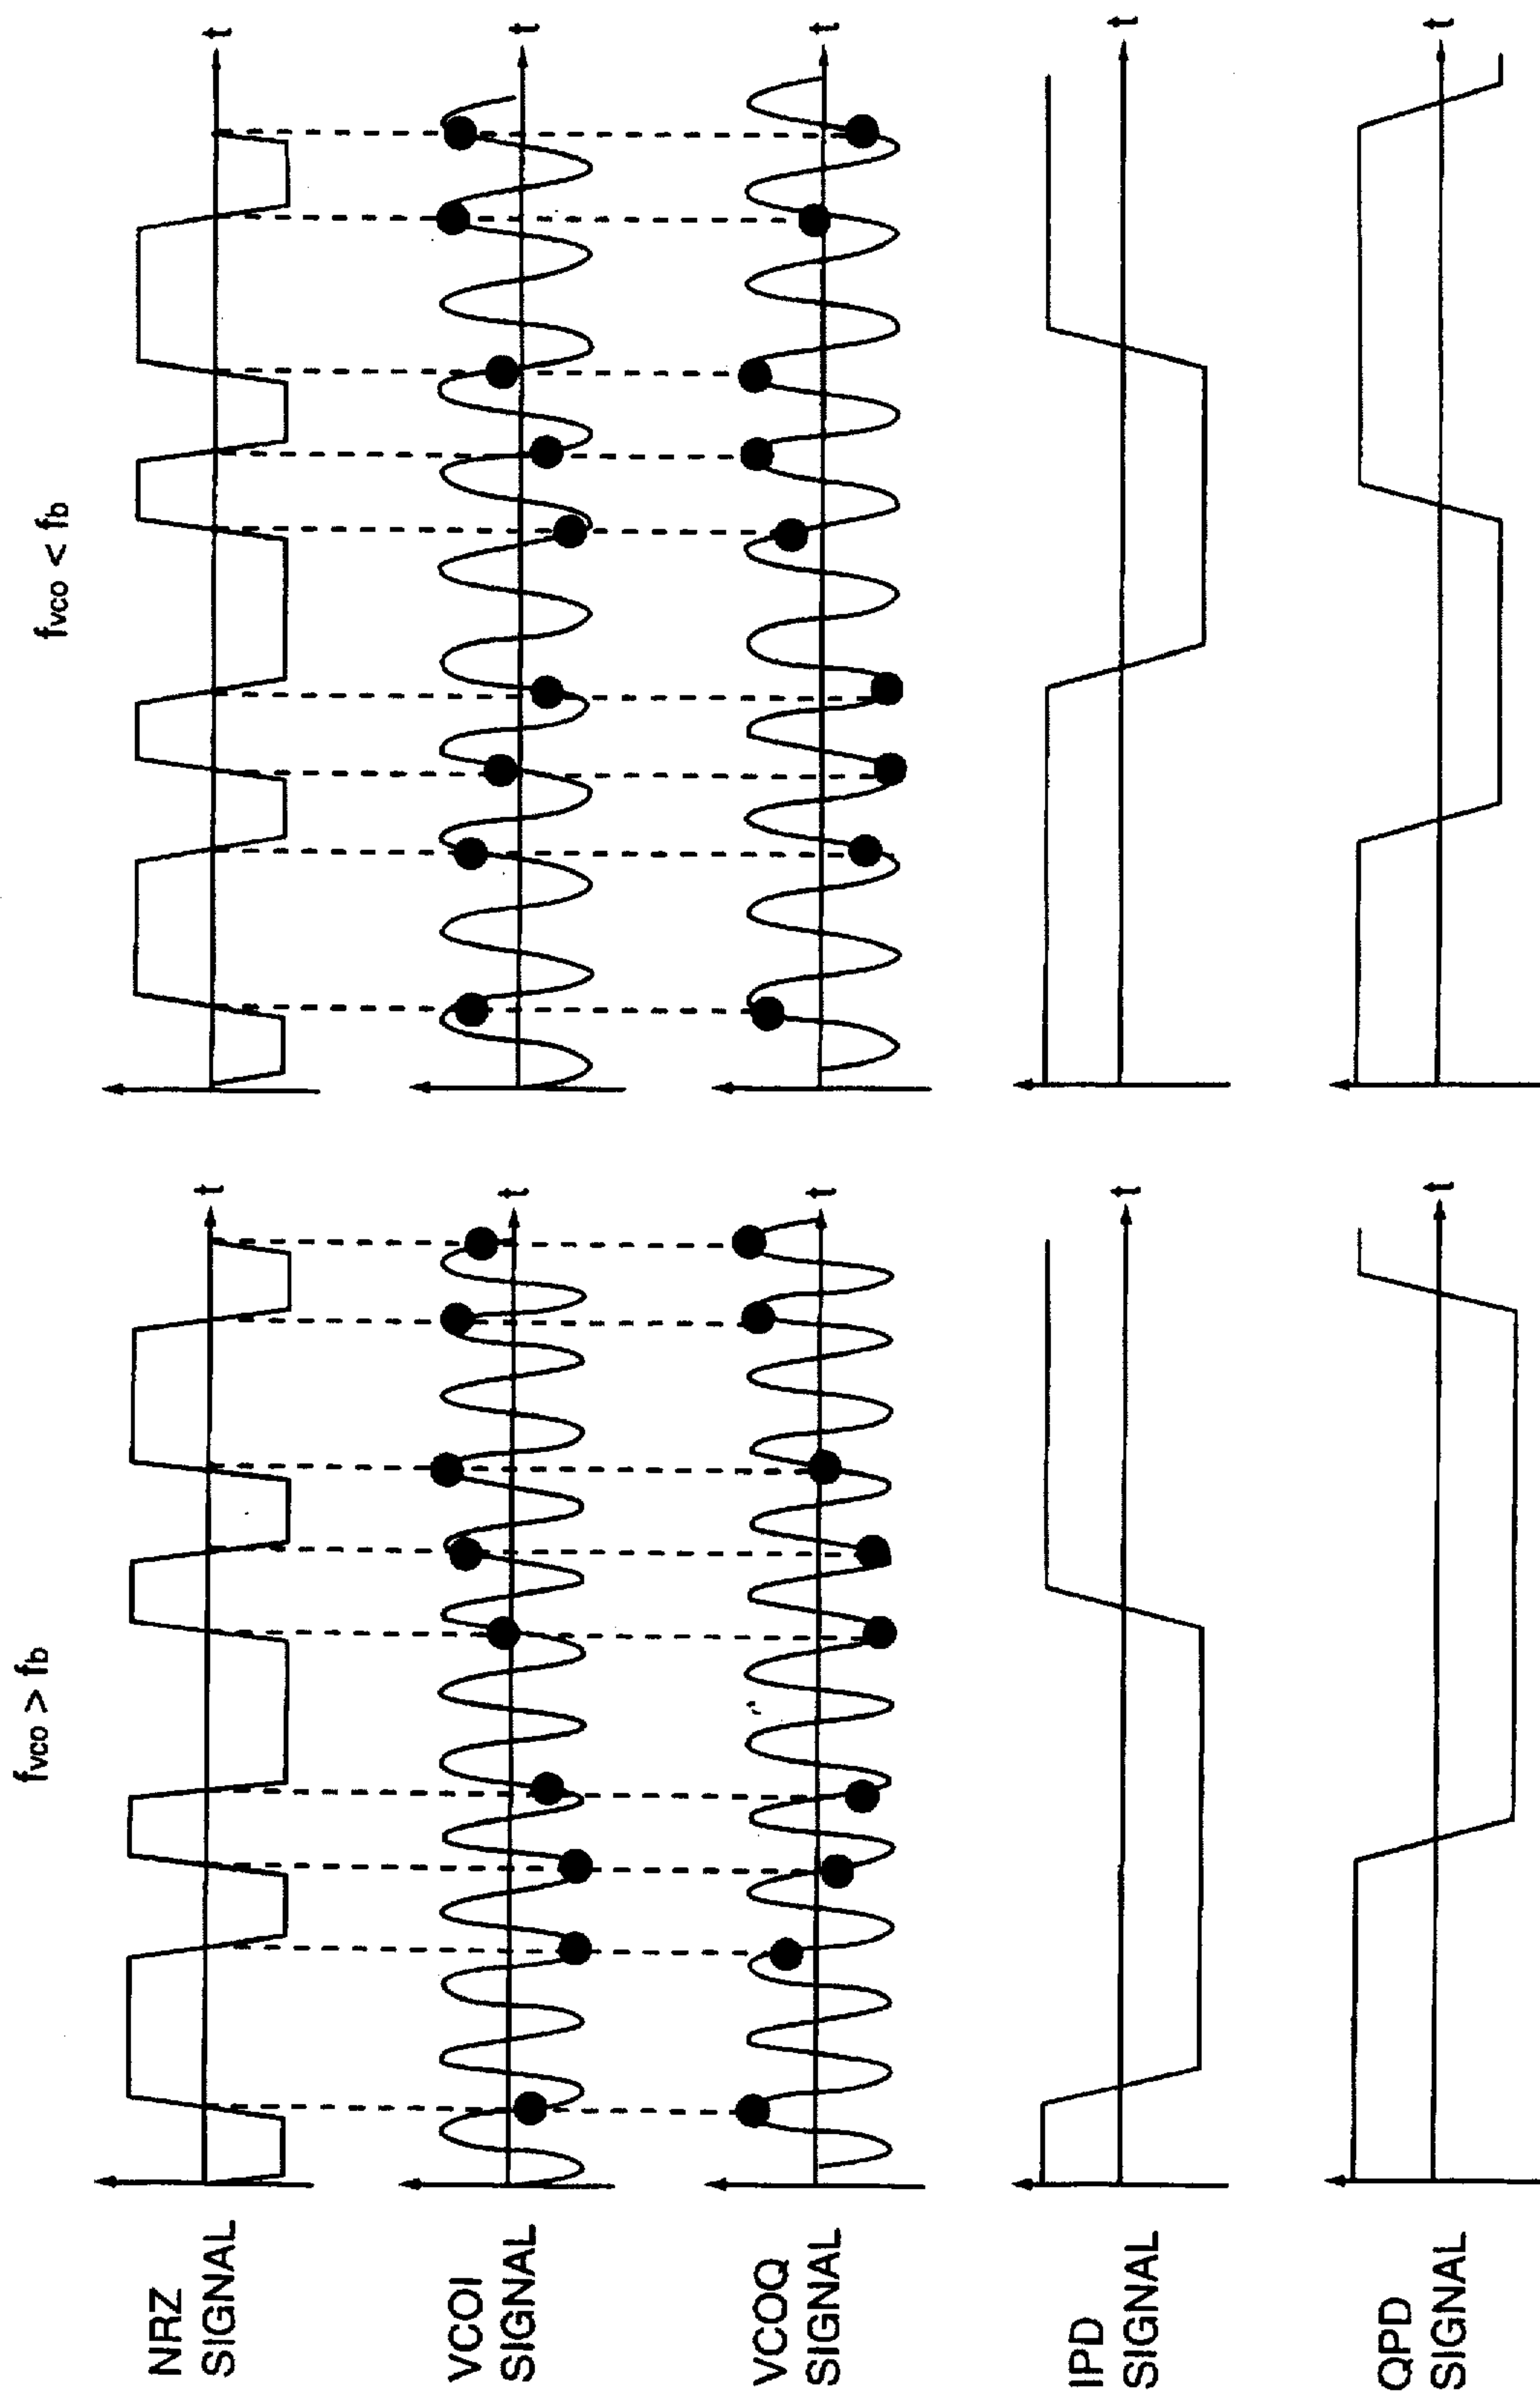 fvco > fb
fvco < fb
NRZ
SIGNAL
t
t
VCOI
SIGNAL
t
t
VCOQ
SIGNAL
t
t
IPD
SIGNAL
t
t
QPD
SIGNAL
t
t